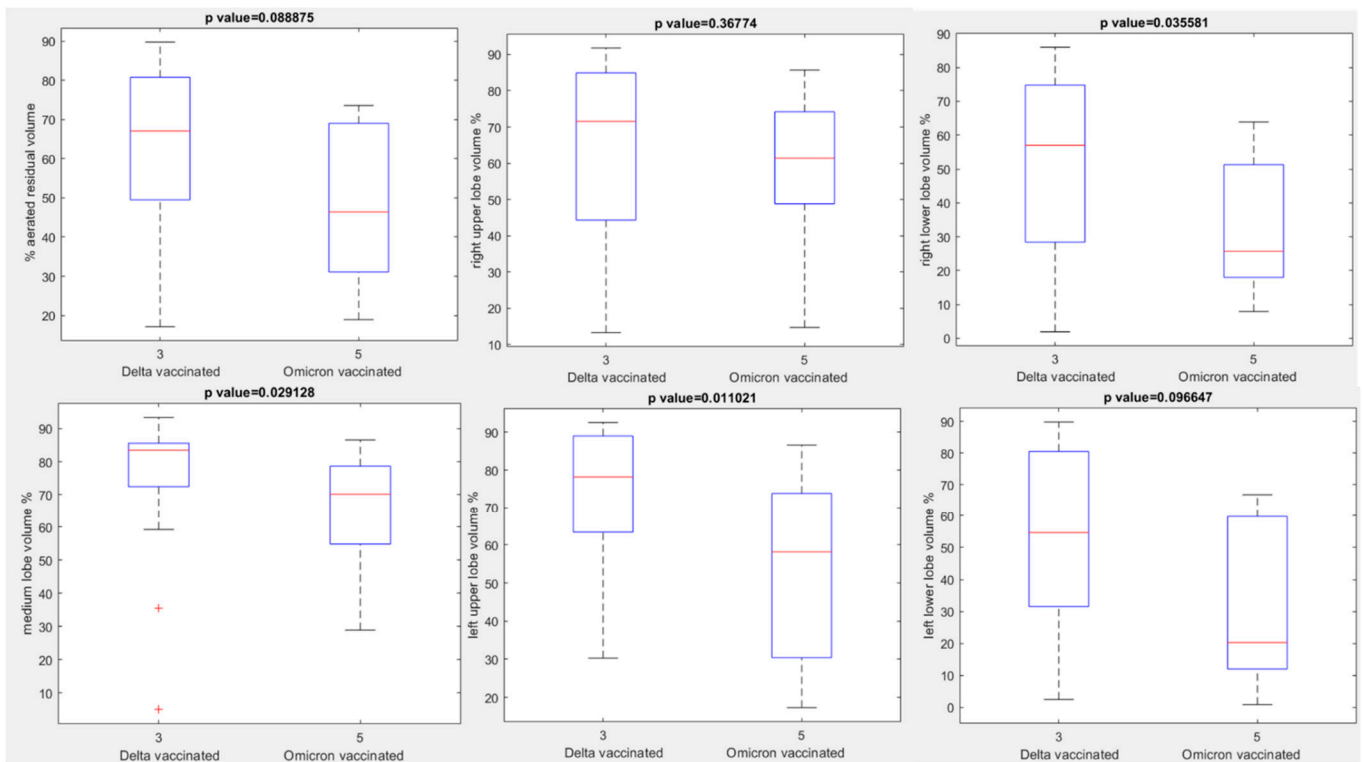 p value=0.088875
% aerated residual volume
90
80
70
60
50
40
30
20
3
5
Delta vaccinated
Omicron vaccinated
p value=0.36774
right upper lobe volume %
90
80
70
60
50
40
30
20
10
3
5
Delta vaccinated
Omicron vaccinated
p value=0.035581
right lower lobe volume %
90
80
70
60
50
40
30
20
10
0
3
5
Delta vaccinated
Omicron vaccinated
p value=0.029128
medium lobe volume %
90
80
70
60
50
40
30
20
10
3
5
Delta vaccinated
Omicron vaccinated
p value=0.011021
left upper lobe volume %
90
80
70
60
50
40
30
20
3
5
Delta vaccinated
Omicron vaccinated
p value=0.096647
left lower lobe volume %
90
80
70
60
50
40
30
20
10
0
3
5
Delta vaccinated
Omicron vaccinated